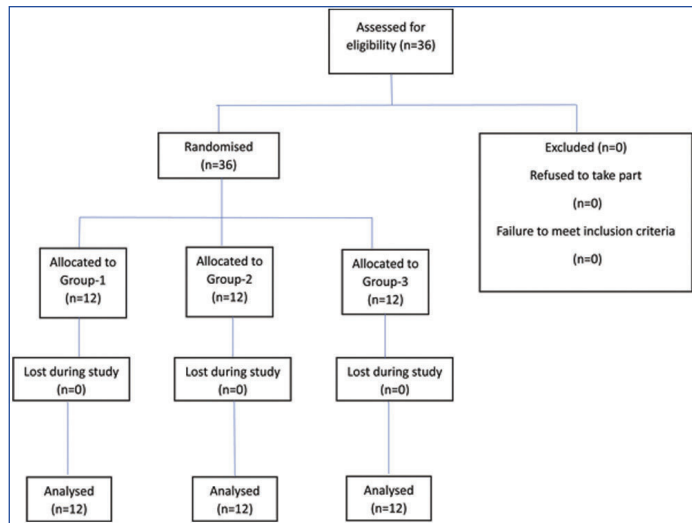 Assessed for
eligibility (n=36)
Randomised
(n=36)
Excluded (n=0)
Refused to take part
(n=0)
Failure to meet inclusion criteria
(n=0)
Allocated to
Group-1
(n=12)
Allocated to
Group-2
(n=12)
Allocated to
Group-3
(n=12)
Lost during study
(n=0)
Lost during study
(n=0)
Lost during study
(n=0)
Analysed
(n=12)
Analysed
(n=12)
Analysed
(n=12)